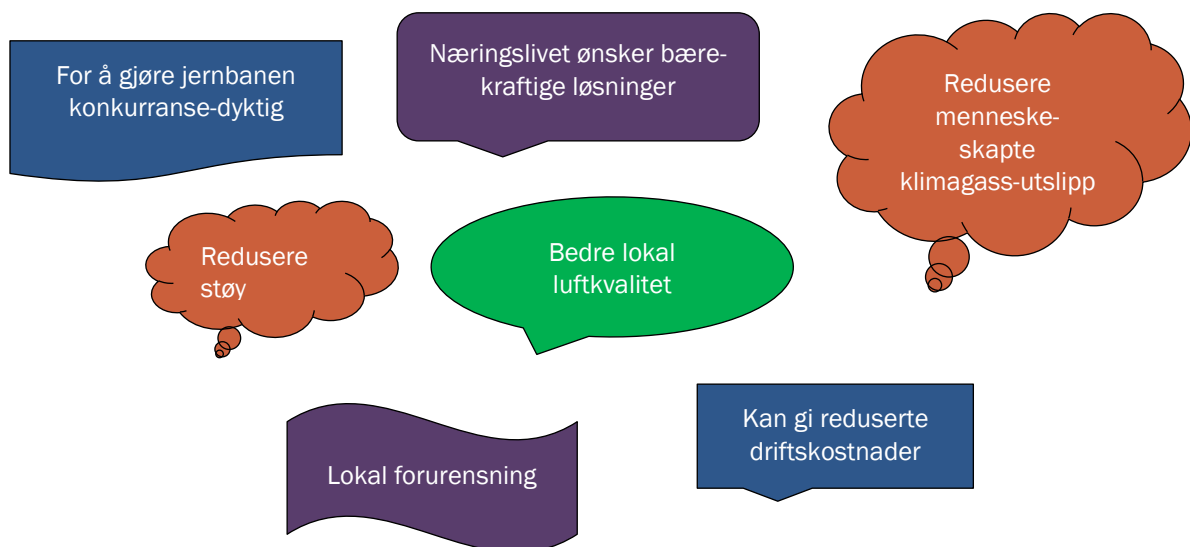 For å gjøre jernbanen
konkurranse-dyktig
Næringslivet ønsker bære-
kraftige løsninger
Redusere
menneske-
skapte
klimagass-utslipp
Redusere
støy
Bedre lokal
luftkvalitet
Lokal forurensning
Kan gi reduserte
driftskostnader